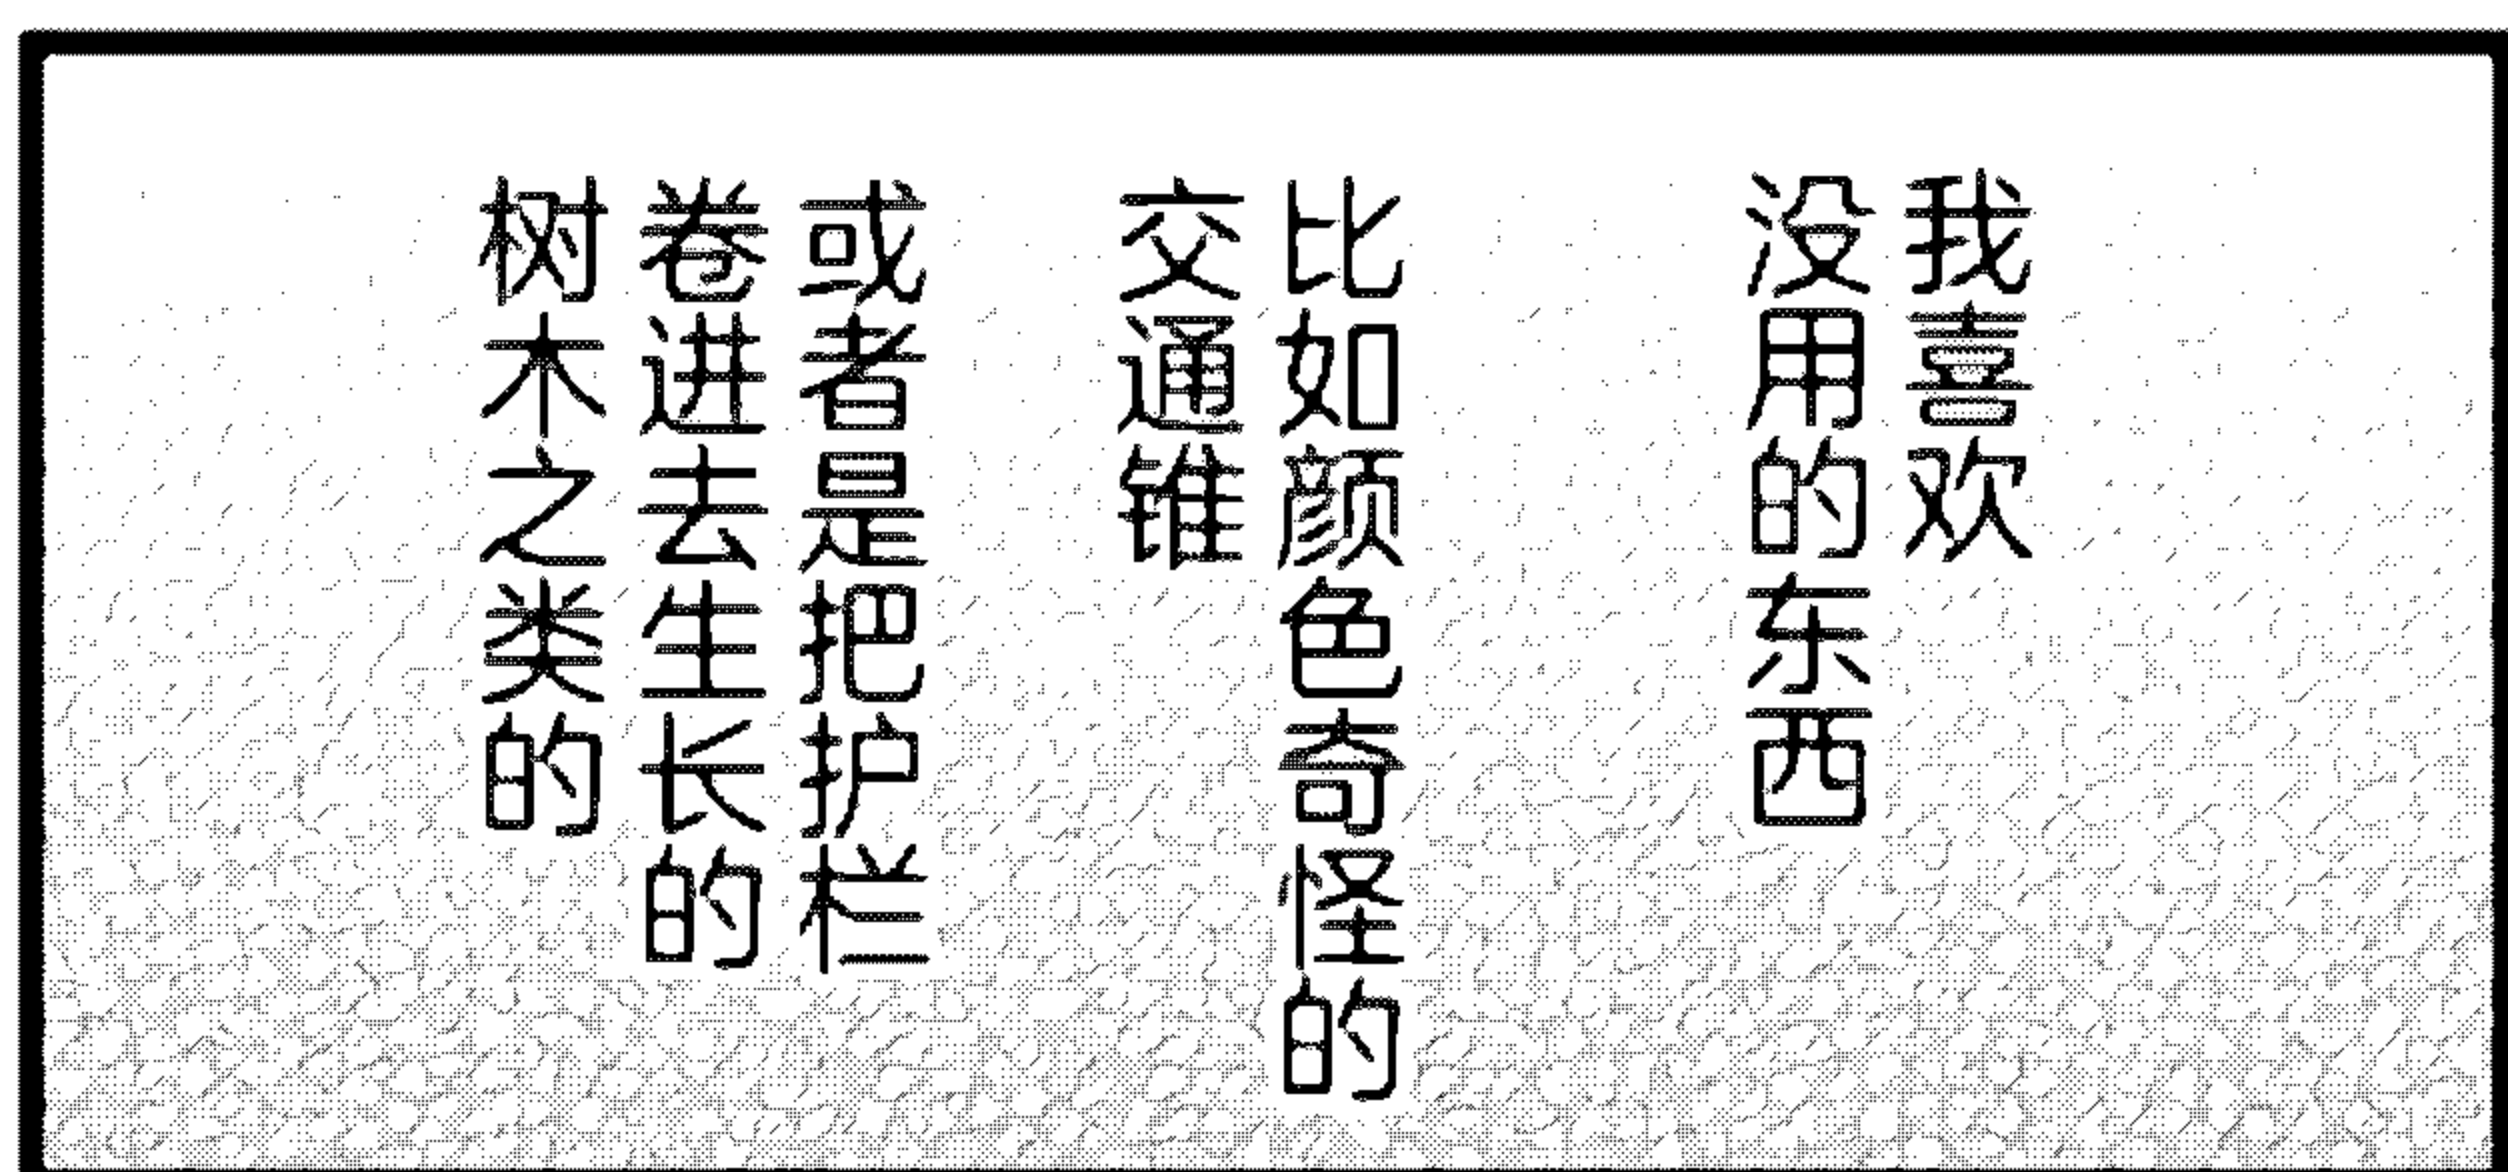 我喜欢
没用的东西
比如颜色奇怪的
交通锥
或者是把护栏
卷进去生长的
树木之类的